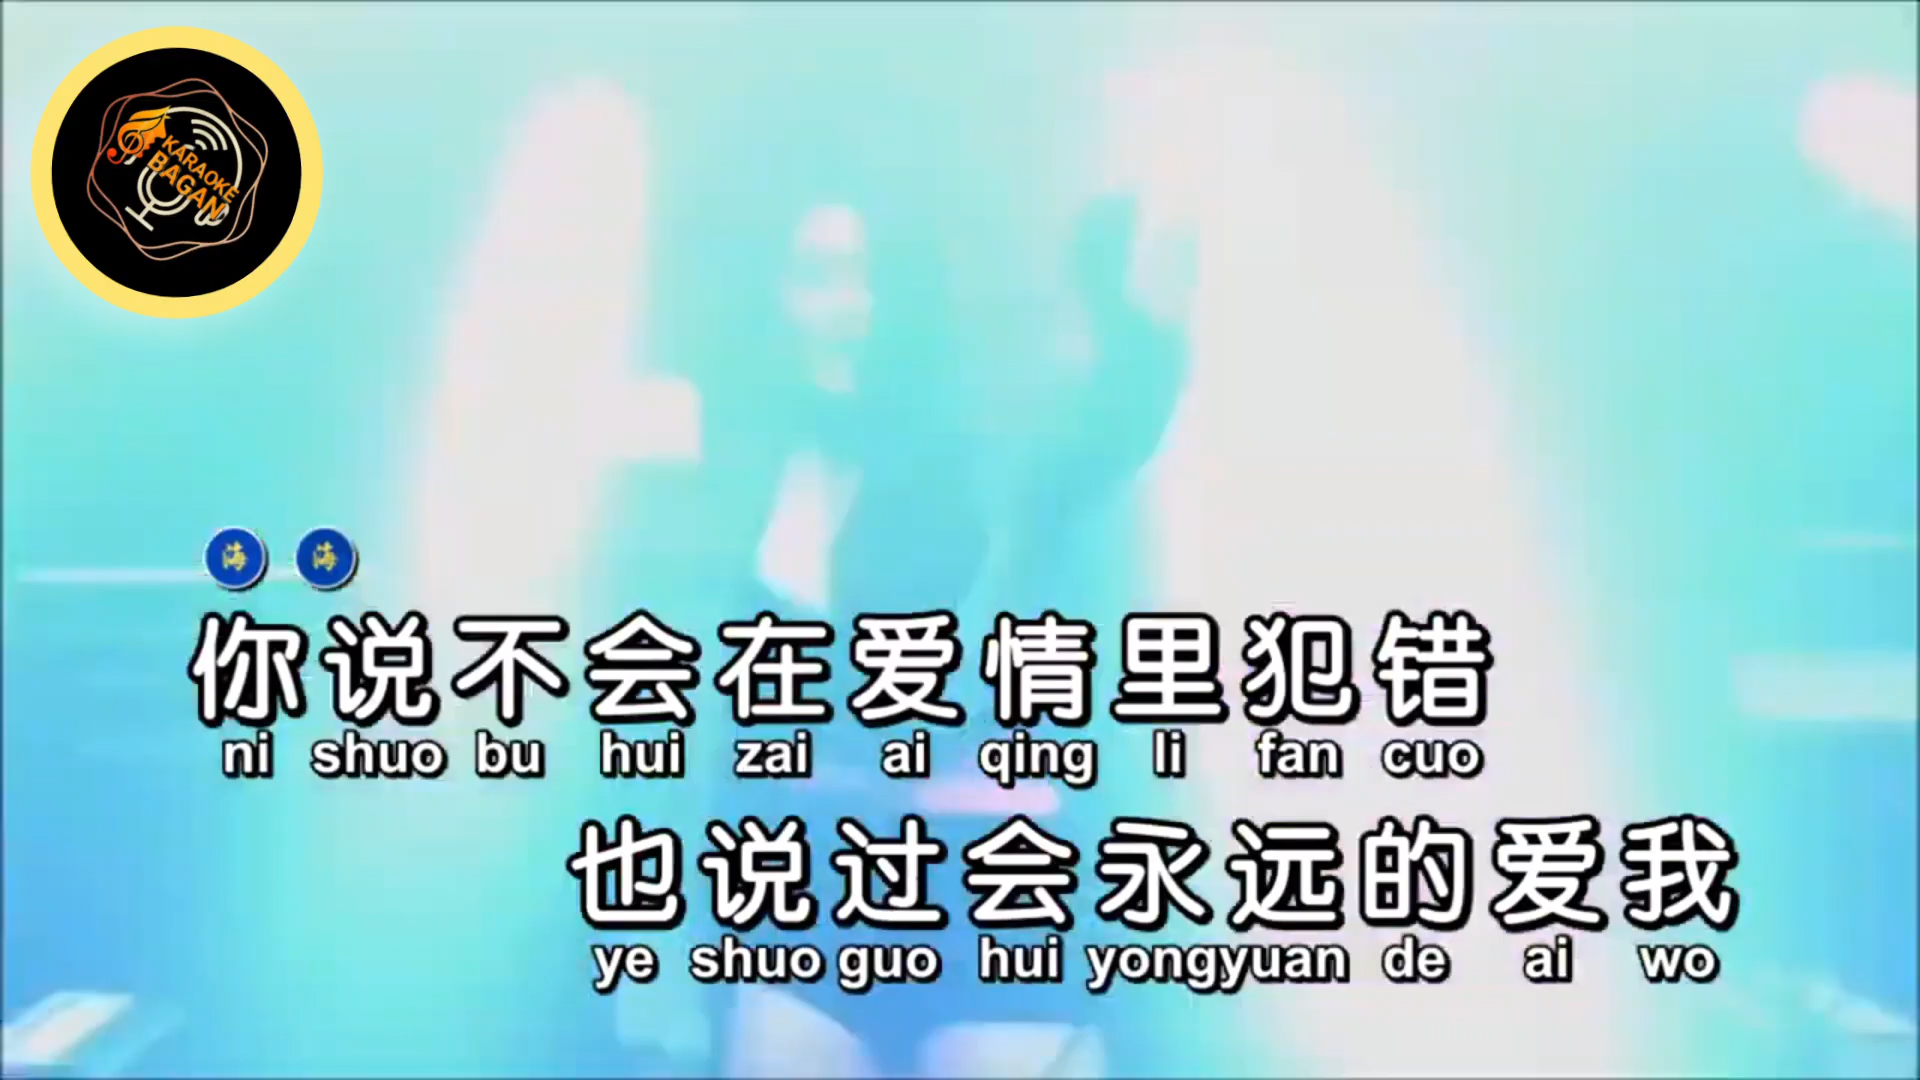 KARAOKE
BAGAN
海 海
你说不会在爱情里犯错
ni shuo bu hui zai ai qing li fan cuo
也说过会永远的爱我
ye shuo guo hui yongyuan de ai wo